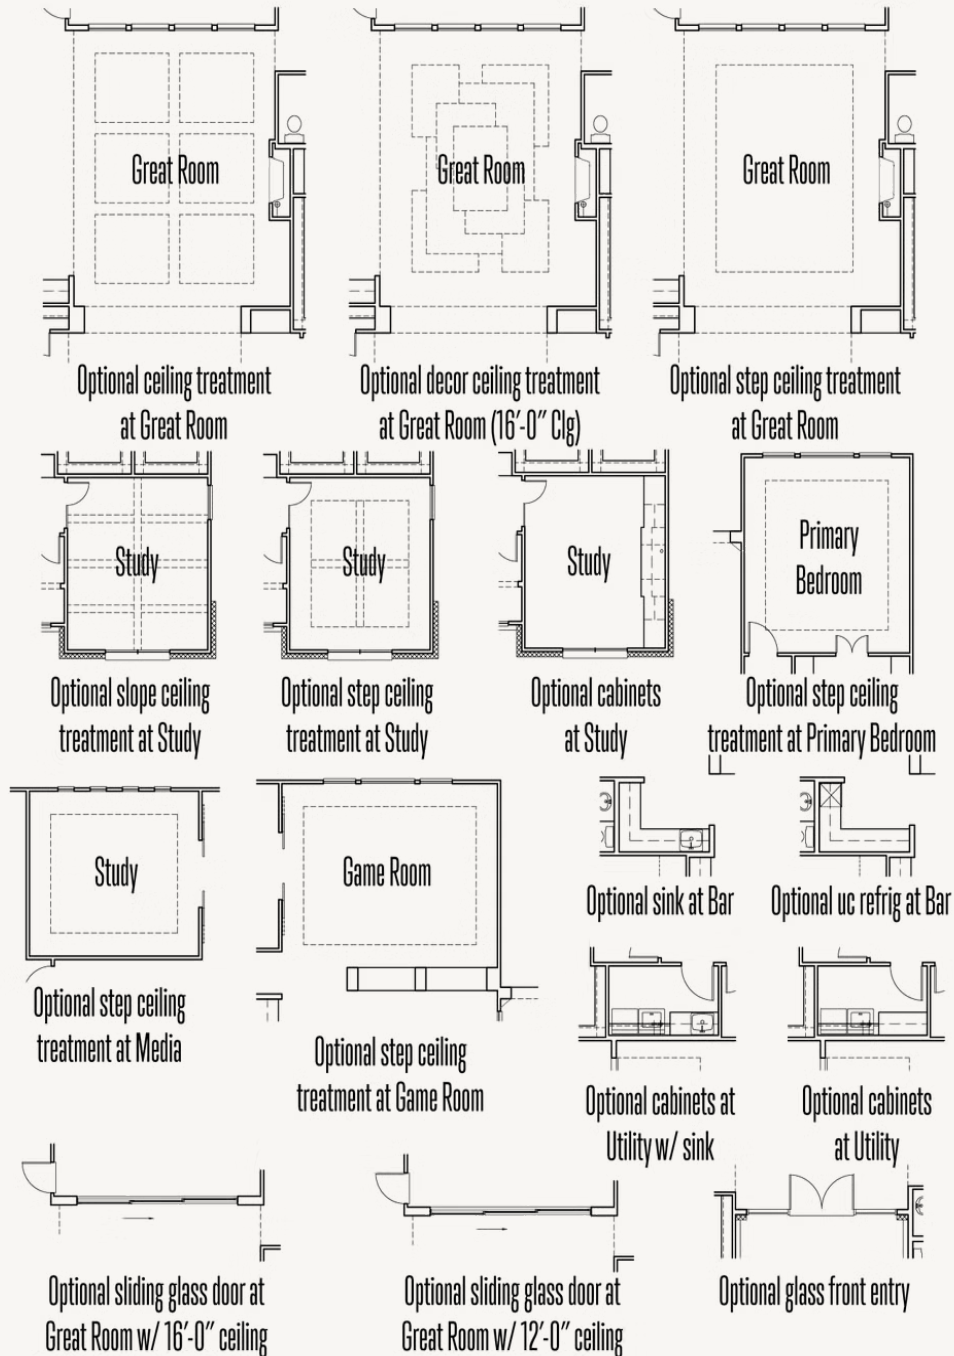 Great Room
Optional ceiling treatment
at Great Room
Great Room
Optional decor ceiling treatment
at Great Room (16'-0" Clg)
Great Room
Optional step ceiling treatment
at Great Room
Study
Optional slope ceiling
treatment at Study
Study
Optional step ceiling
treatment at Study
Study
Optional cabinets
at Study
Primary
Bedroom
Optional step ceiling
treatment at Primary Bedroom
Study
Optional step ceiling
treatment at Media
Game Room
Optional step ceiling
treatment at Game Room
Optional sink at Bar
Optional uc refrig at Bar
Optional cabinets at
Utility w/ sink
Optional cabinets
at Utility
Optional sliding glass door at
Great Room w/ 16'-0" ceiling
Optional sliding glass door at
Great Room w/ 12'-0" ceiling
Optional glass front entry